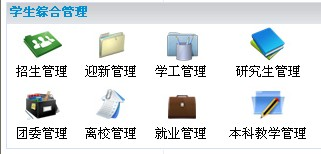 学生综合管理
招生管理 迎新管理 学工管理 研究生管理
团委管理 离校管理 就业管理 本科教学管理